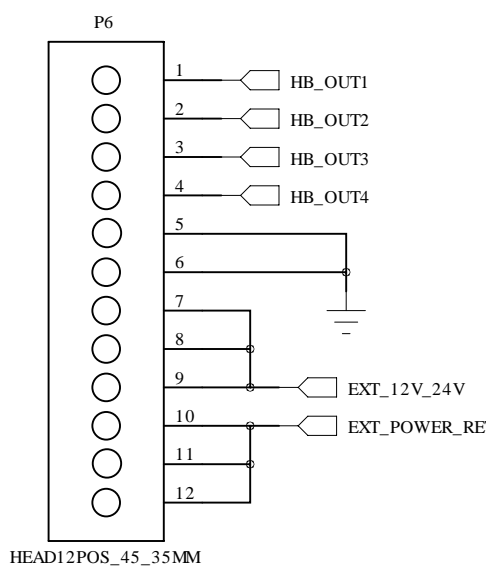 P6
1 HB_OUT1
2 HB_OUT2
3 HB_OUT3
4 HB_OUT4
5
6
7
8
9 EXT_12V_24V
10 EXT_POWER_RE
11
12
HEAD12POS_45_35MM